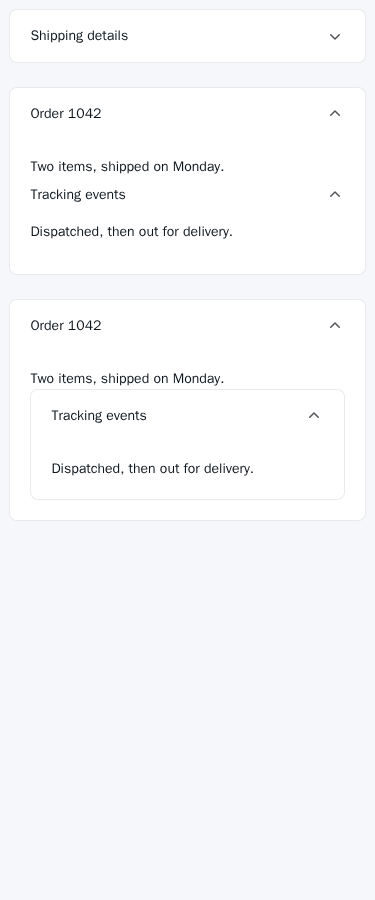 Shipping details
Order 1042
Two items, shipped on Monday.
Tracking events
Dispatched, then out for delivery.
Order 1042
Two items, shipped on Monday.
Tracking events
Dispatched, then out for delivery.